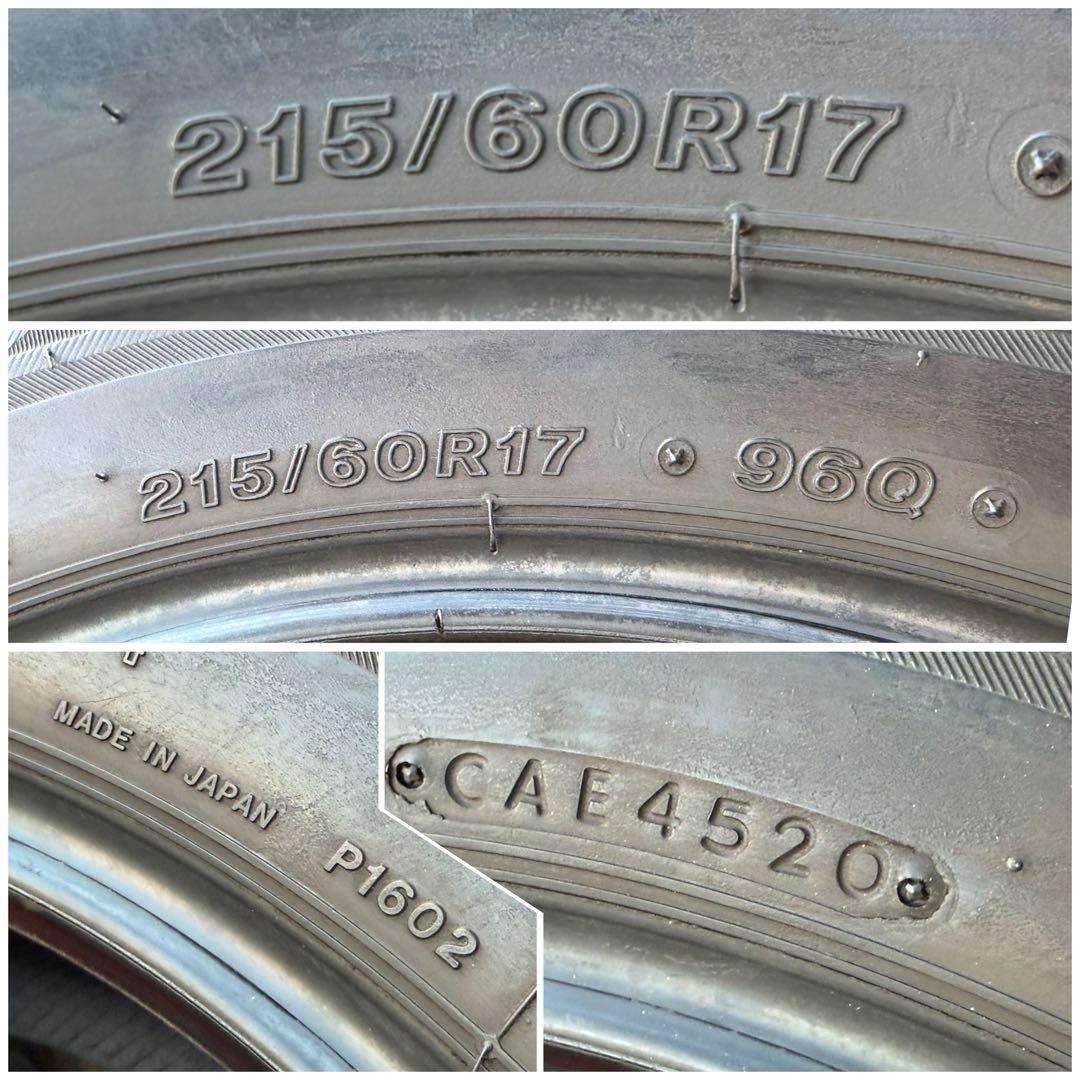 215/60R17
215/60R17 96Q
MADE IN JAPAN
P1602
CAE4520